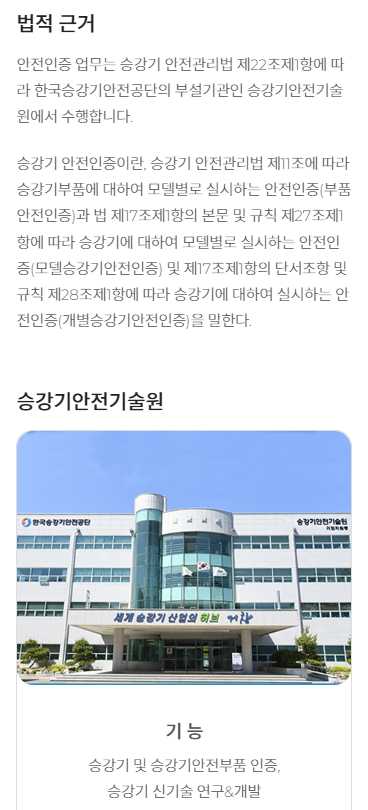 법적 근거
안전인증 업무는 승강기 안전관리법 제22조제1항에 따
라 한국승강기안전공단의 부설기관인 승강기안전기술
원에서 수행합니다.
승강기 안전인증이란, 승강기 안전관리법 제11조에 따라
승강기부품에 대하여 모델별로 실시하는 안전인증(부품
안전인증)과 법 제17조제1항의 본문 및 규칙 제27조제1
항에 따라 승강기에 대하여 모델별로 실시하는 안전인
증(모델승강기안전인증) 및 제17조제1항의 단서조항 및
규칙 제28조제1항에 따라 승강기에 대하여 실시하는 안
전인증(개별승강기안전인증)을 말한다.
승강기안전기술원
한국승강기안전공단
승강기안전기술원
세계 승강기 산업의 허브 거창
기 능
승강기 및 승강기안전부품 인증,
승강기 신기술 연구&개발